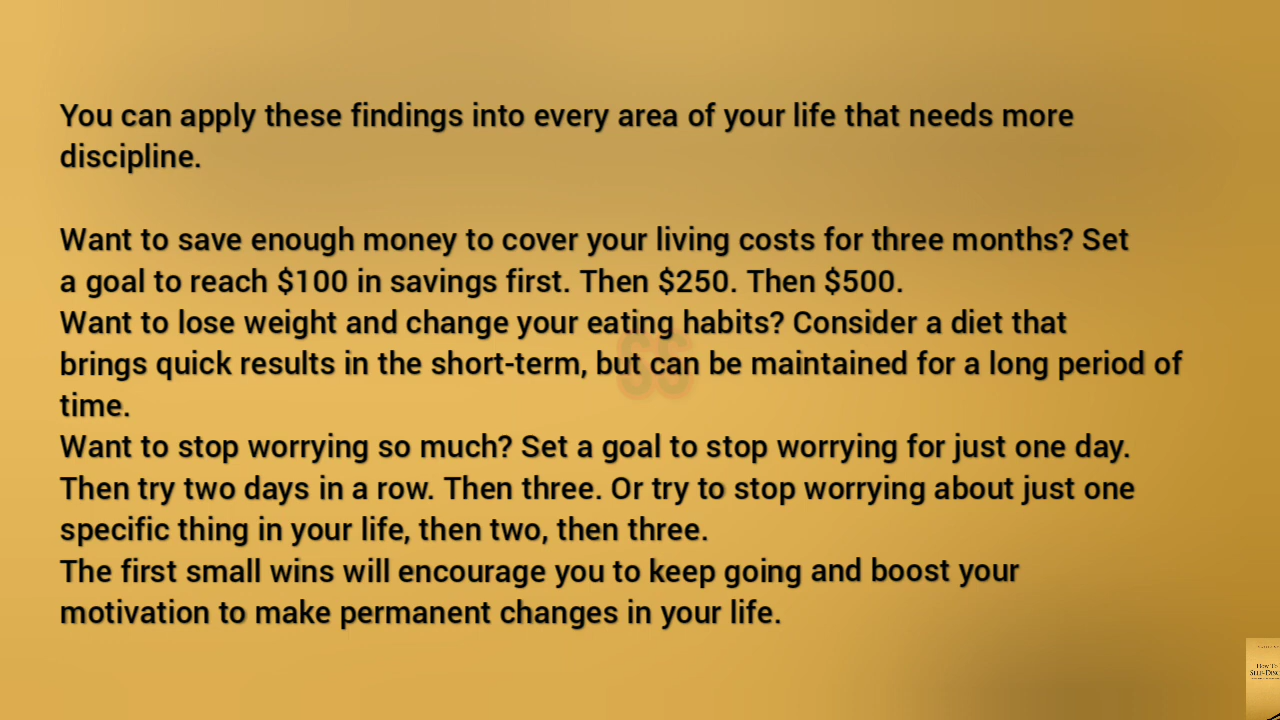 You can apply these findings into every area of your life that needs more
discipline.
Want to save enough money to cover your living costs for three months? Set
a goal to reach $100 in savings first. Then $250. Then $500.
Want to lose weight and change your eating habits? Consider a diet that
brings quick results in the short-term, but can be maintained for a long period of
time.
Want to stop worrying so much? Set a goal to stop worrying for just one day.
Then try two days in a row. Then three. Or try to stop worrying about just one
specific thing in your life, then two, then three.
The first small wins will encourage you to keep going and boost your
motivation to make permanent changes in your life.
How To